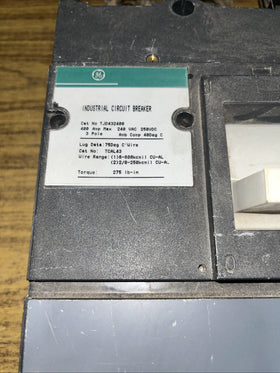 GE
INDUSTRIAL CIRCUIT BREAKER
Cat No TJD432400
400 Amp Max 240 VAC 250VDC
3 Pole Amb Comp 40Deg C
Lug Data: 75Deg C'Wire
Cat No: TCAL43
Wire Range: (1)6-600kcmil CU-AL
(2)2/0-250kcmil CU-AL
Torque: 275 lb-in
O